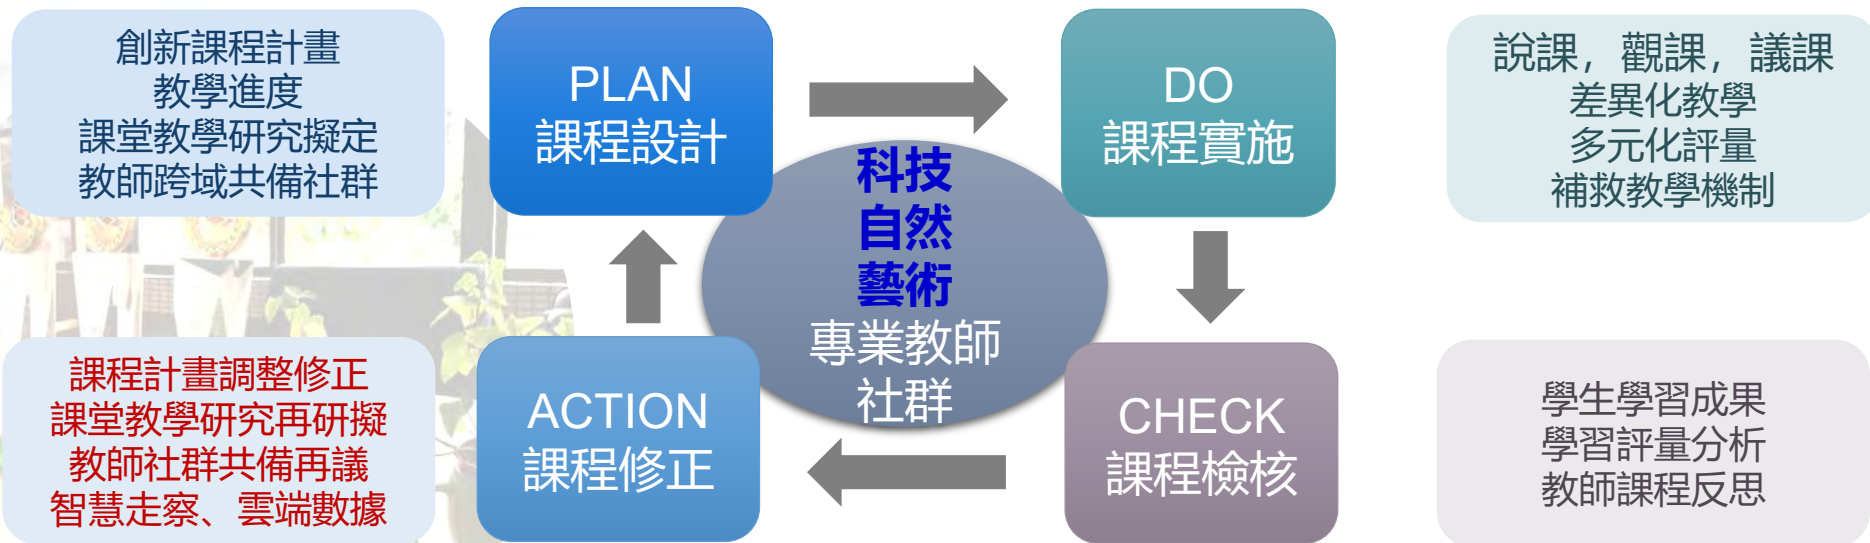 創新課程計畫
教學進度
課堂教學研究擬定
教師跨域共備社群
PLAN
課程設計
DO
課程實施
說課，觀課，議課
差異化教學
多元化評量
補救教學機制
科技
自然
藝術
專業教師
社群
課程計畫調整修正
課堂教學研究再研擬
教師社群共備再議
智慧走察、雲端數據
ACTION
課程修正
CHECK
課程檢核
學生學習成果
學習評量分析
教師課程反思